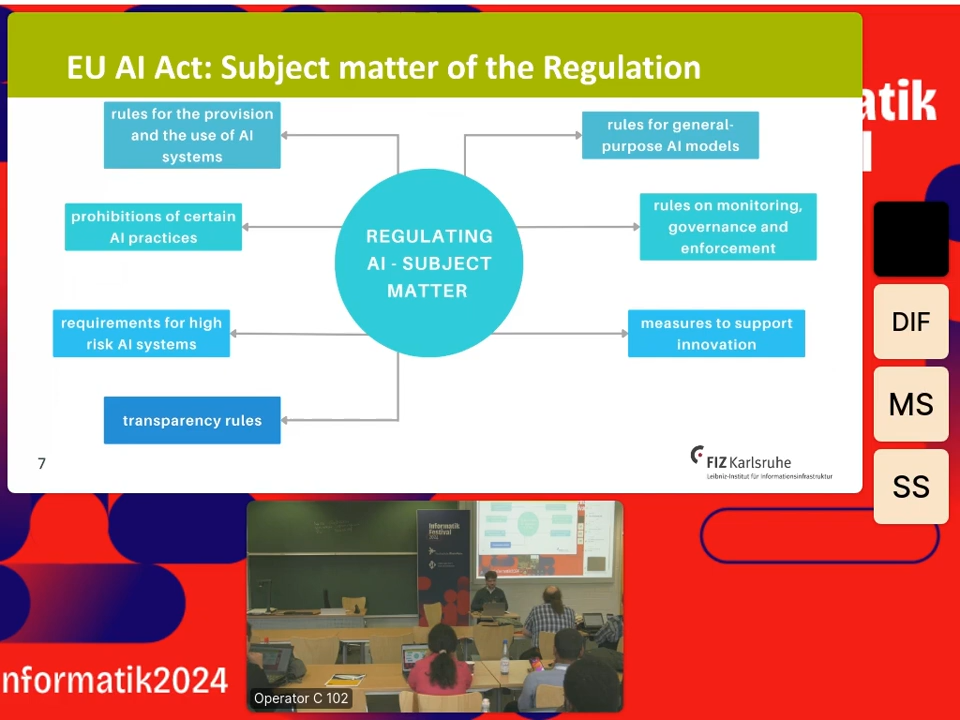 EU AI Act: Subject matter of the Regulation
rules for the provision
and the use of AI
systems
rules for general-
purpose AI models
prohibitions of certain
AI practices
REGULATING
AI - SUBJECT
MATTER
rules on monitoring,
governance and
enforcement
requirements for high
risk AI systems
measures to support
innovation
transparency rules
7
FIZ Karlsruhe
Leibniz-Institut für Informationsinfrastruktur
atik
DIF
MS
SS
Informatik
Festival
2024
Operator C 102
nformatik2024